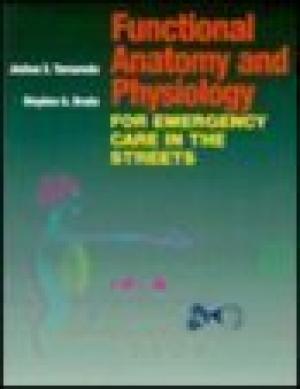 Functional
Anatomy and
Physiology
FOR EMERGENCY
CARE IN THE
STREETS